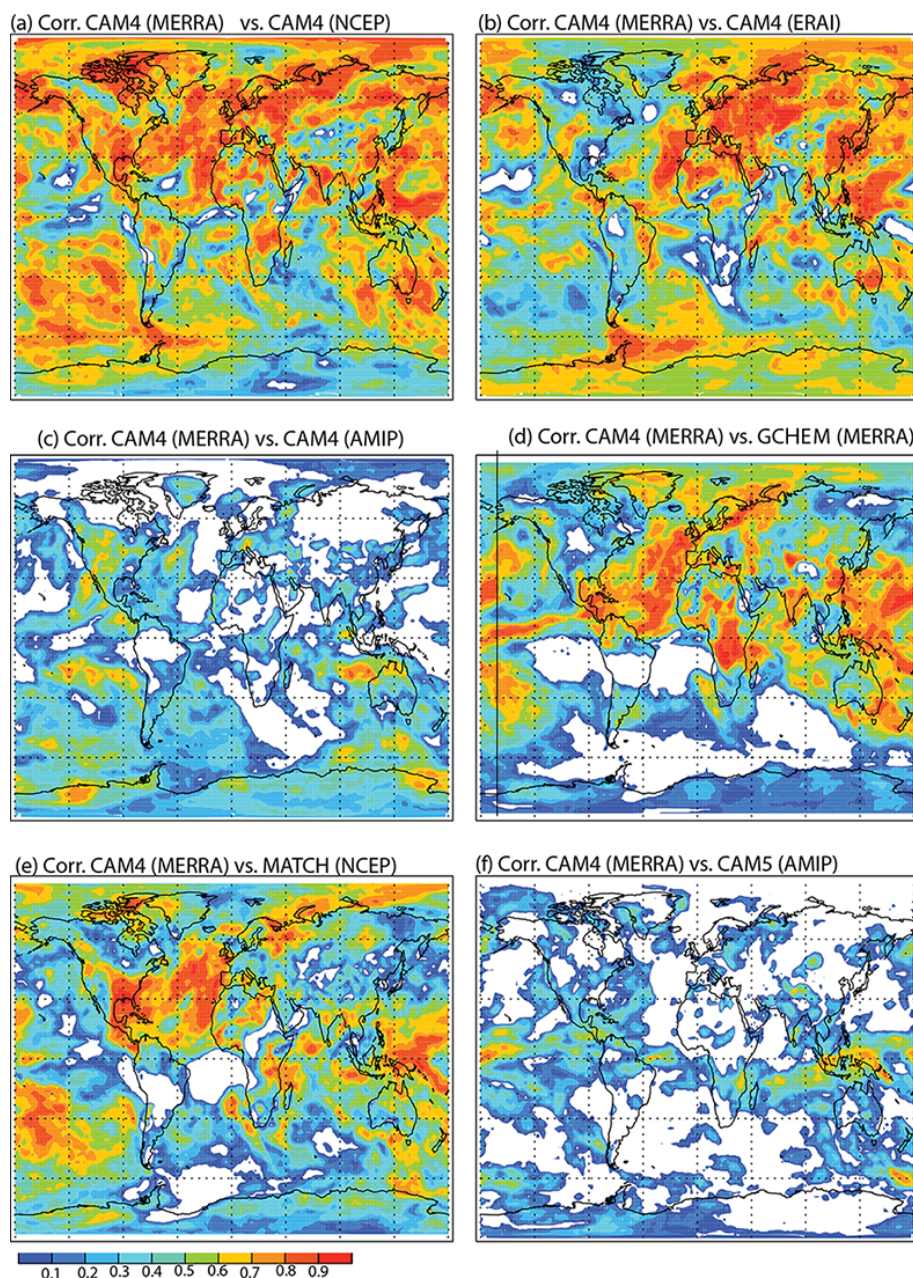 (a) Corr. CAM4 (MERRA) vs. CAM4 (NCEP)
(b) Corr. CAM4 (MERRA) vs CAM4 (ERAI)
(c) Corr. CAM4 (MERRA) vs. CAM4 (AMIP)
(d) Corr. CAM4 (MERRA) vs. GCHEM (MERRA)
(e) Corr. CAM4 (MERRA) vs. MATCH (NCEP)
(f) Corr. CAM4 (MERRA) vs. CAM5 (AMIP)
0.1 0.2 0.3 0.4 0.5 0.6 0.7 0.8 0.9